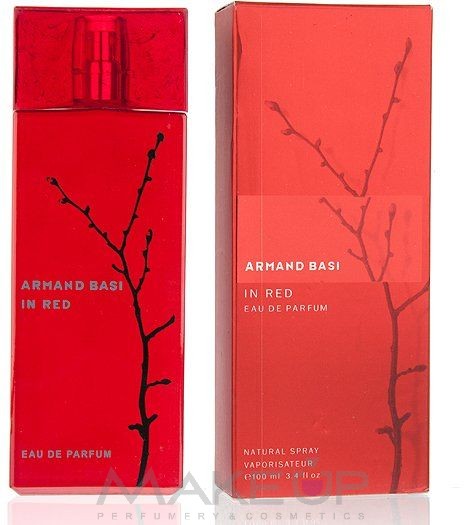 ARMAND BASI
IN RED
EAU DE PARFUM
ARMAND BASI
IN RED
EAU DE PARFUM
NATURAL SPRAY
VAPORISATEUR
℮100 ml 3.4 fl oz
MAKEUP
PERFUMERY & COSMETICS